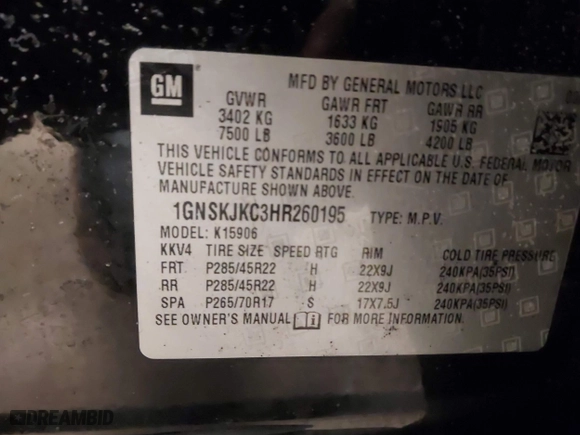 GM ®
MFD BY GENERAL MOTORS LLC
GVWR GAWR FRT GAWR RR
3402 KG 1633 KG 1905 KG
7500 LB 3600 LB 4200 LB
THIS VEHICLE CONFORMS TO ALL APPLICABLE U.S. FEDERAL MOTOR
VEHICLE SAFETY STANDARDS IN EFFECT ON THE DATE OF
MANUFACTURE SHOWN ABOVE.
1GNSKJKC3HR260195 TYPE: M.P.V.
MODEL: K15906
KKV4 TIRE SIZE SPEED RTG RIM COLD TIRE PRESSURE
FRT P285/45R22 H 22X9J 240KPA(35PSI)
RR P285/45R22 H 22X9J 240KPA(35PSI)
SPA P265/70R17 S 17X7.5J 240KPA(35PSI)
SEE OWNER'S MANUAL FOR MORE INFORMATION.
DREAMBID